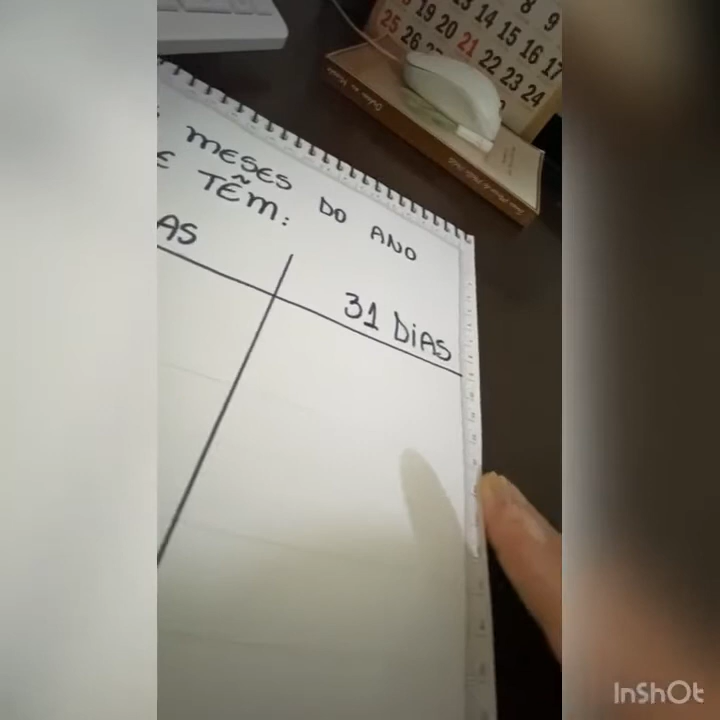 8 9
13 14 15 16 17
19 20 21 22 23 24
25 26
MESES DO ANO
E TÊM:
AS
31 DIAS
InShOt